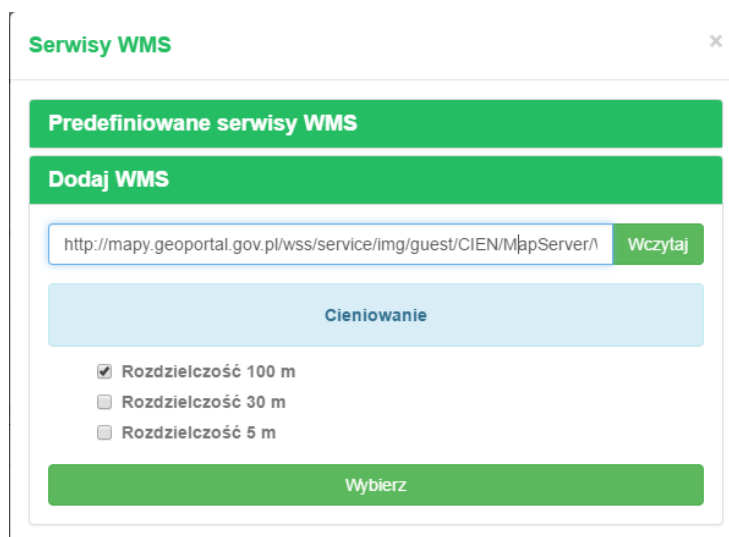 Serwisy WMS
×
Predefiniowane serwisy WMS
Dodaj WMS
http://mapy.geoportal.gov.pl/wss/service/img/guest/CIEN/MapServer/\ Wczytaj
Cieniowanie
Rozdzielczość 100 m
Rozdzielczość 30 m
Rozdzielczość 5 m
Wybierz